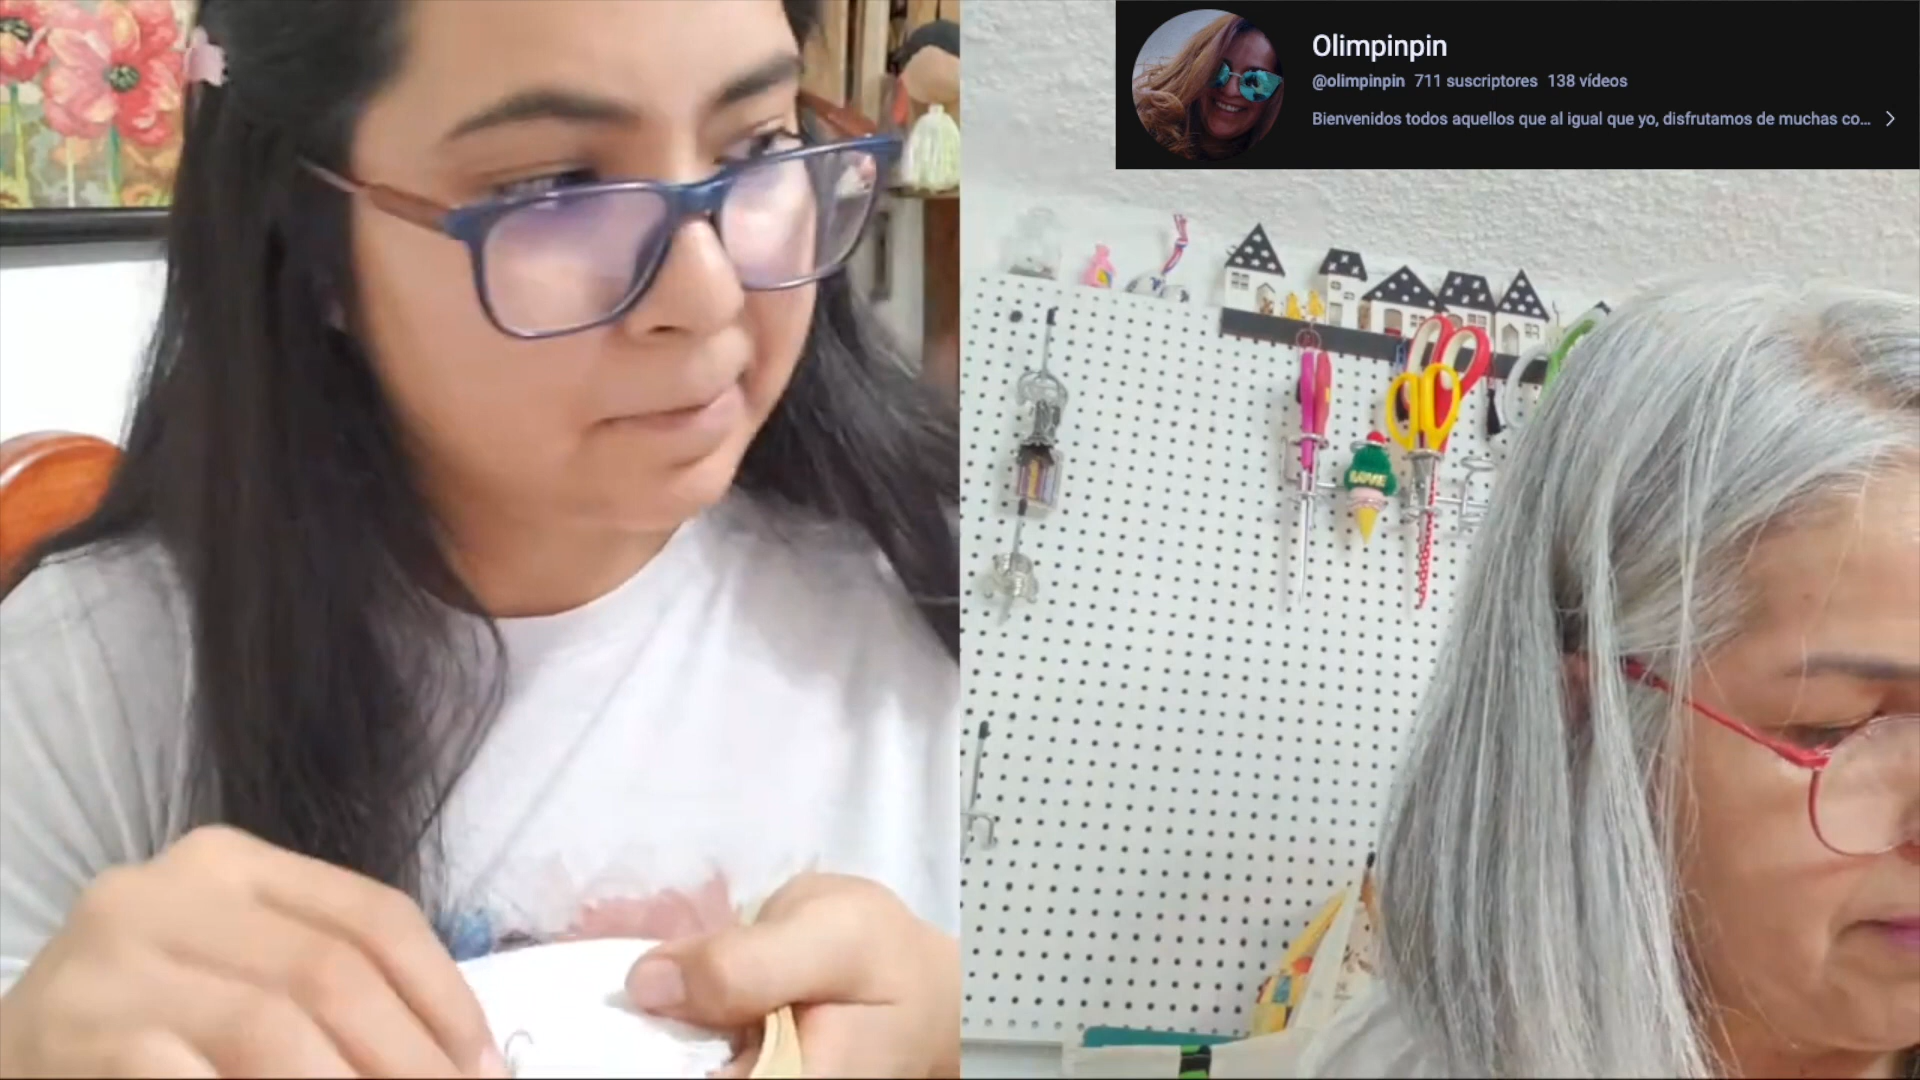 Olimpinpin
@olimpinpin 711 suscriptores 138 vídeos
Bienvenidos todos aquellos que al igual que yo, disfrutamos de muchas co...
LOVE